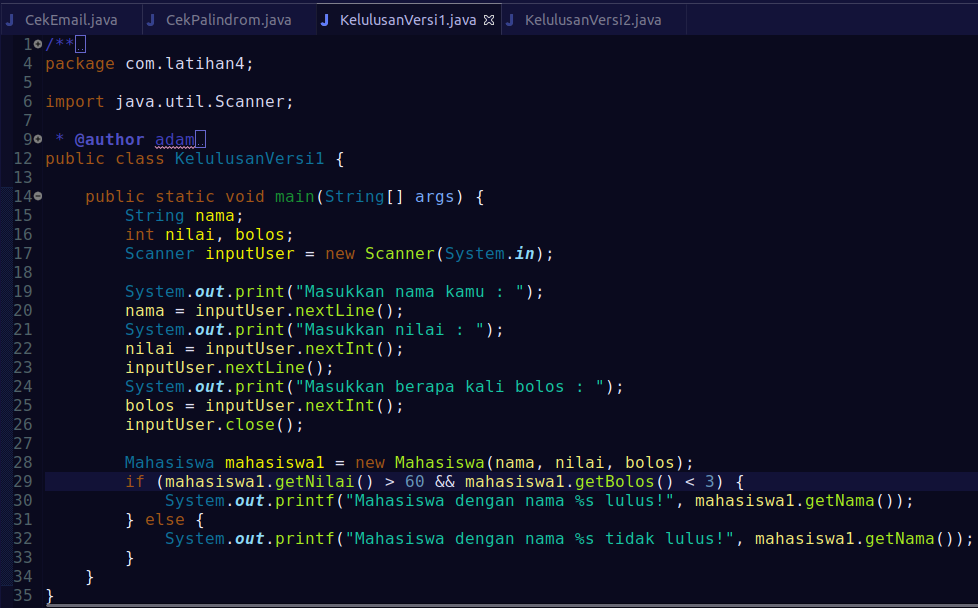 CekEmail.java CekPalindrom.java KelulusanVersi1.java KelulusanVersi2.java
1 /**
4 package com.latihan4;
5
6 import java.util.Scanner;
7
9  * @author adam
12 public class KelulusanVersi1 {
13
14     public static void main(String[] args) {
15         String nama;
16         int nilai, bolos;
17         Scanner inputUser = new Scanner(System.in);
18
19         System.out.print("Masukkan nama kamu : ");
20         nama = inputUser.nextLine();
21         System.out.print("Masukkan nilai : ");
22         nilai = inputUser.nextInt();
23         inputUser.nextLine();
24         System.out.print("Masukkan berapa kali bolos : ");
25         bolos = inputUser.nextInt();
26         inputUser.close();
27
28         Mahasiswa mahasiswa1 = new Mahasiswa(nama, nilai, bolos);
29         if (mahasiswa1.getNilai() > 60 && mahasiswa1.getBolos() < 3) {
30             System.out.printf("Mahasiswa dengan nama %s lulus!", mahasiswa1.getNama());
31         } else {
32             System.out.printf("Mahasiswa dengan nama %s tidak lulus!", mahasiswa1.getNama());
33         }
34     }
35 }